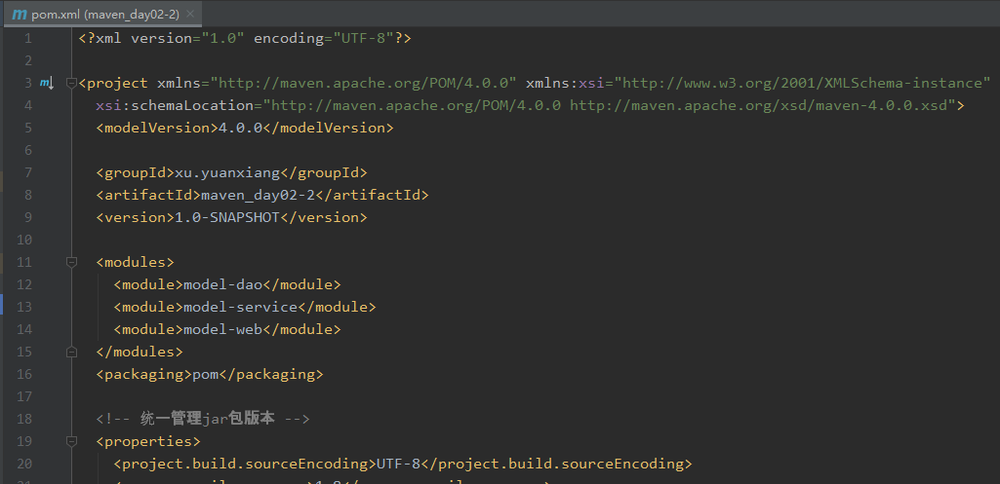 pom.xml (maven_day02-2)
1 <?xml version="1.0" encoding="UTF-8"?>
2
3 <project xmlns="http://maven.apache.org/POM/4.0.0" xmlns:xsi="http://www.w3.org/2001/XMLSchema-instance"
4 xsi:schemaLocation="http://maven.apache.org/POM/4.0.0 http://maven.apache.org/xsd/maven-4.0.0.xsd">
5 <modelVersion>4.0.0</modelVersion>
6
7 <groupId>xu.yuanxiang</groupId>
8 <artifactId>maven_day02-2</artifactId>
9 <version>1.0-SNAPSHOT</version>
10
11 <modules>
12 <module>model-dao</module>
13 <module>model-service</module>
14 <module>model-web</module>
15 </modules>
16 <packaging>pom</packaging>
17
18 <!-- 统一管理jar包版本 -->
19 <properties>
20 <project.build.sourceEncoding>UTF-8</project.build.sourceEncoding>